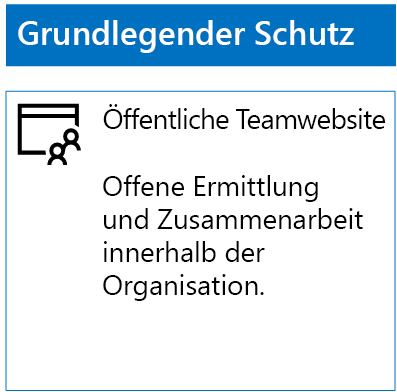 Grundlegender Schutz
Öffentliche Teamwebsite
Offene Ermittlung
und Zusammenarbeit
innerhalb der
Organisation.